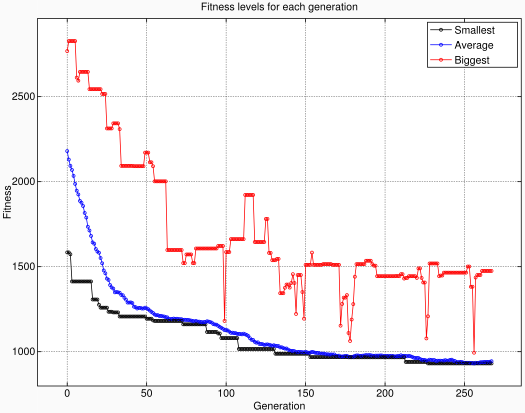 Fitness levels for each generation
Smallest
Average
Biggest
2500
2000
1500
1000
Fitness
0
50
100
150
200
250
Generation